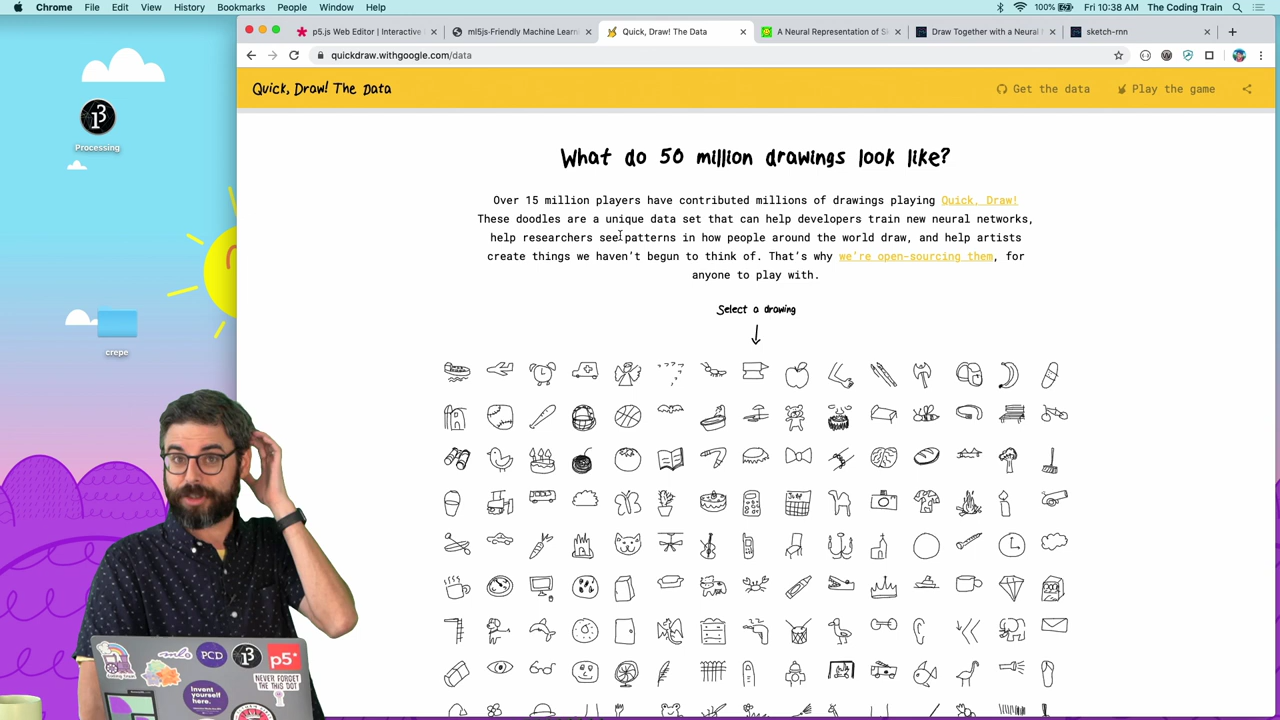 Chrome File Edit View History Bookmarks People Window Help
100% Fri 10:38 AM The Coding Train
p5.js Web Editor | Interactive
ml5js·Friendly Machine Learn
Quick, Draw! The Data
A Neural Representation of Sk
Draw Together with a Neural
sketch-rnn
quickdraw.withgoogle.com/data
Quick, Draw! The Data
Get the data
Play the game
Processing
crepe
What do 50 million drawings look like?
Over 15 million players have contributed millions of drawings playing Quick, Draw!
These doodles are a unique data set that can help developers train new neural networks,
help researchers see patterns in how people around the world draw, and help artists
create things we haven't begun to think of. That's why we're open-sourcing them, for
anyone to play with.
Select a drawing
PCD
p5*
NEVER FORGET
THE THIS DOT
Invent
yourself
here.